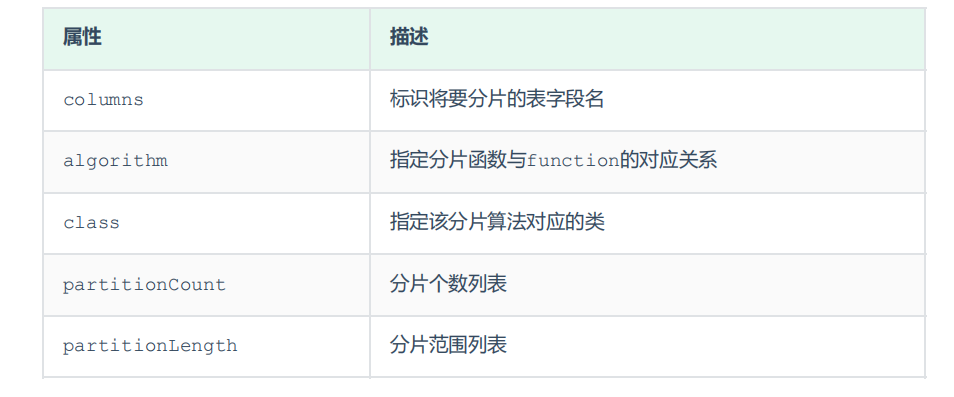 属性 描述
columns 标识将要分片的表字段名
algorithm 指定分片函数与function的对应关系
class 指定该分片算法对应的类
partitionCount 分片个数列表
partitionLength 分片范围列表